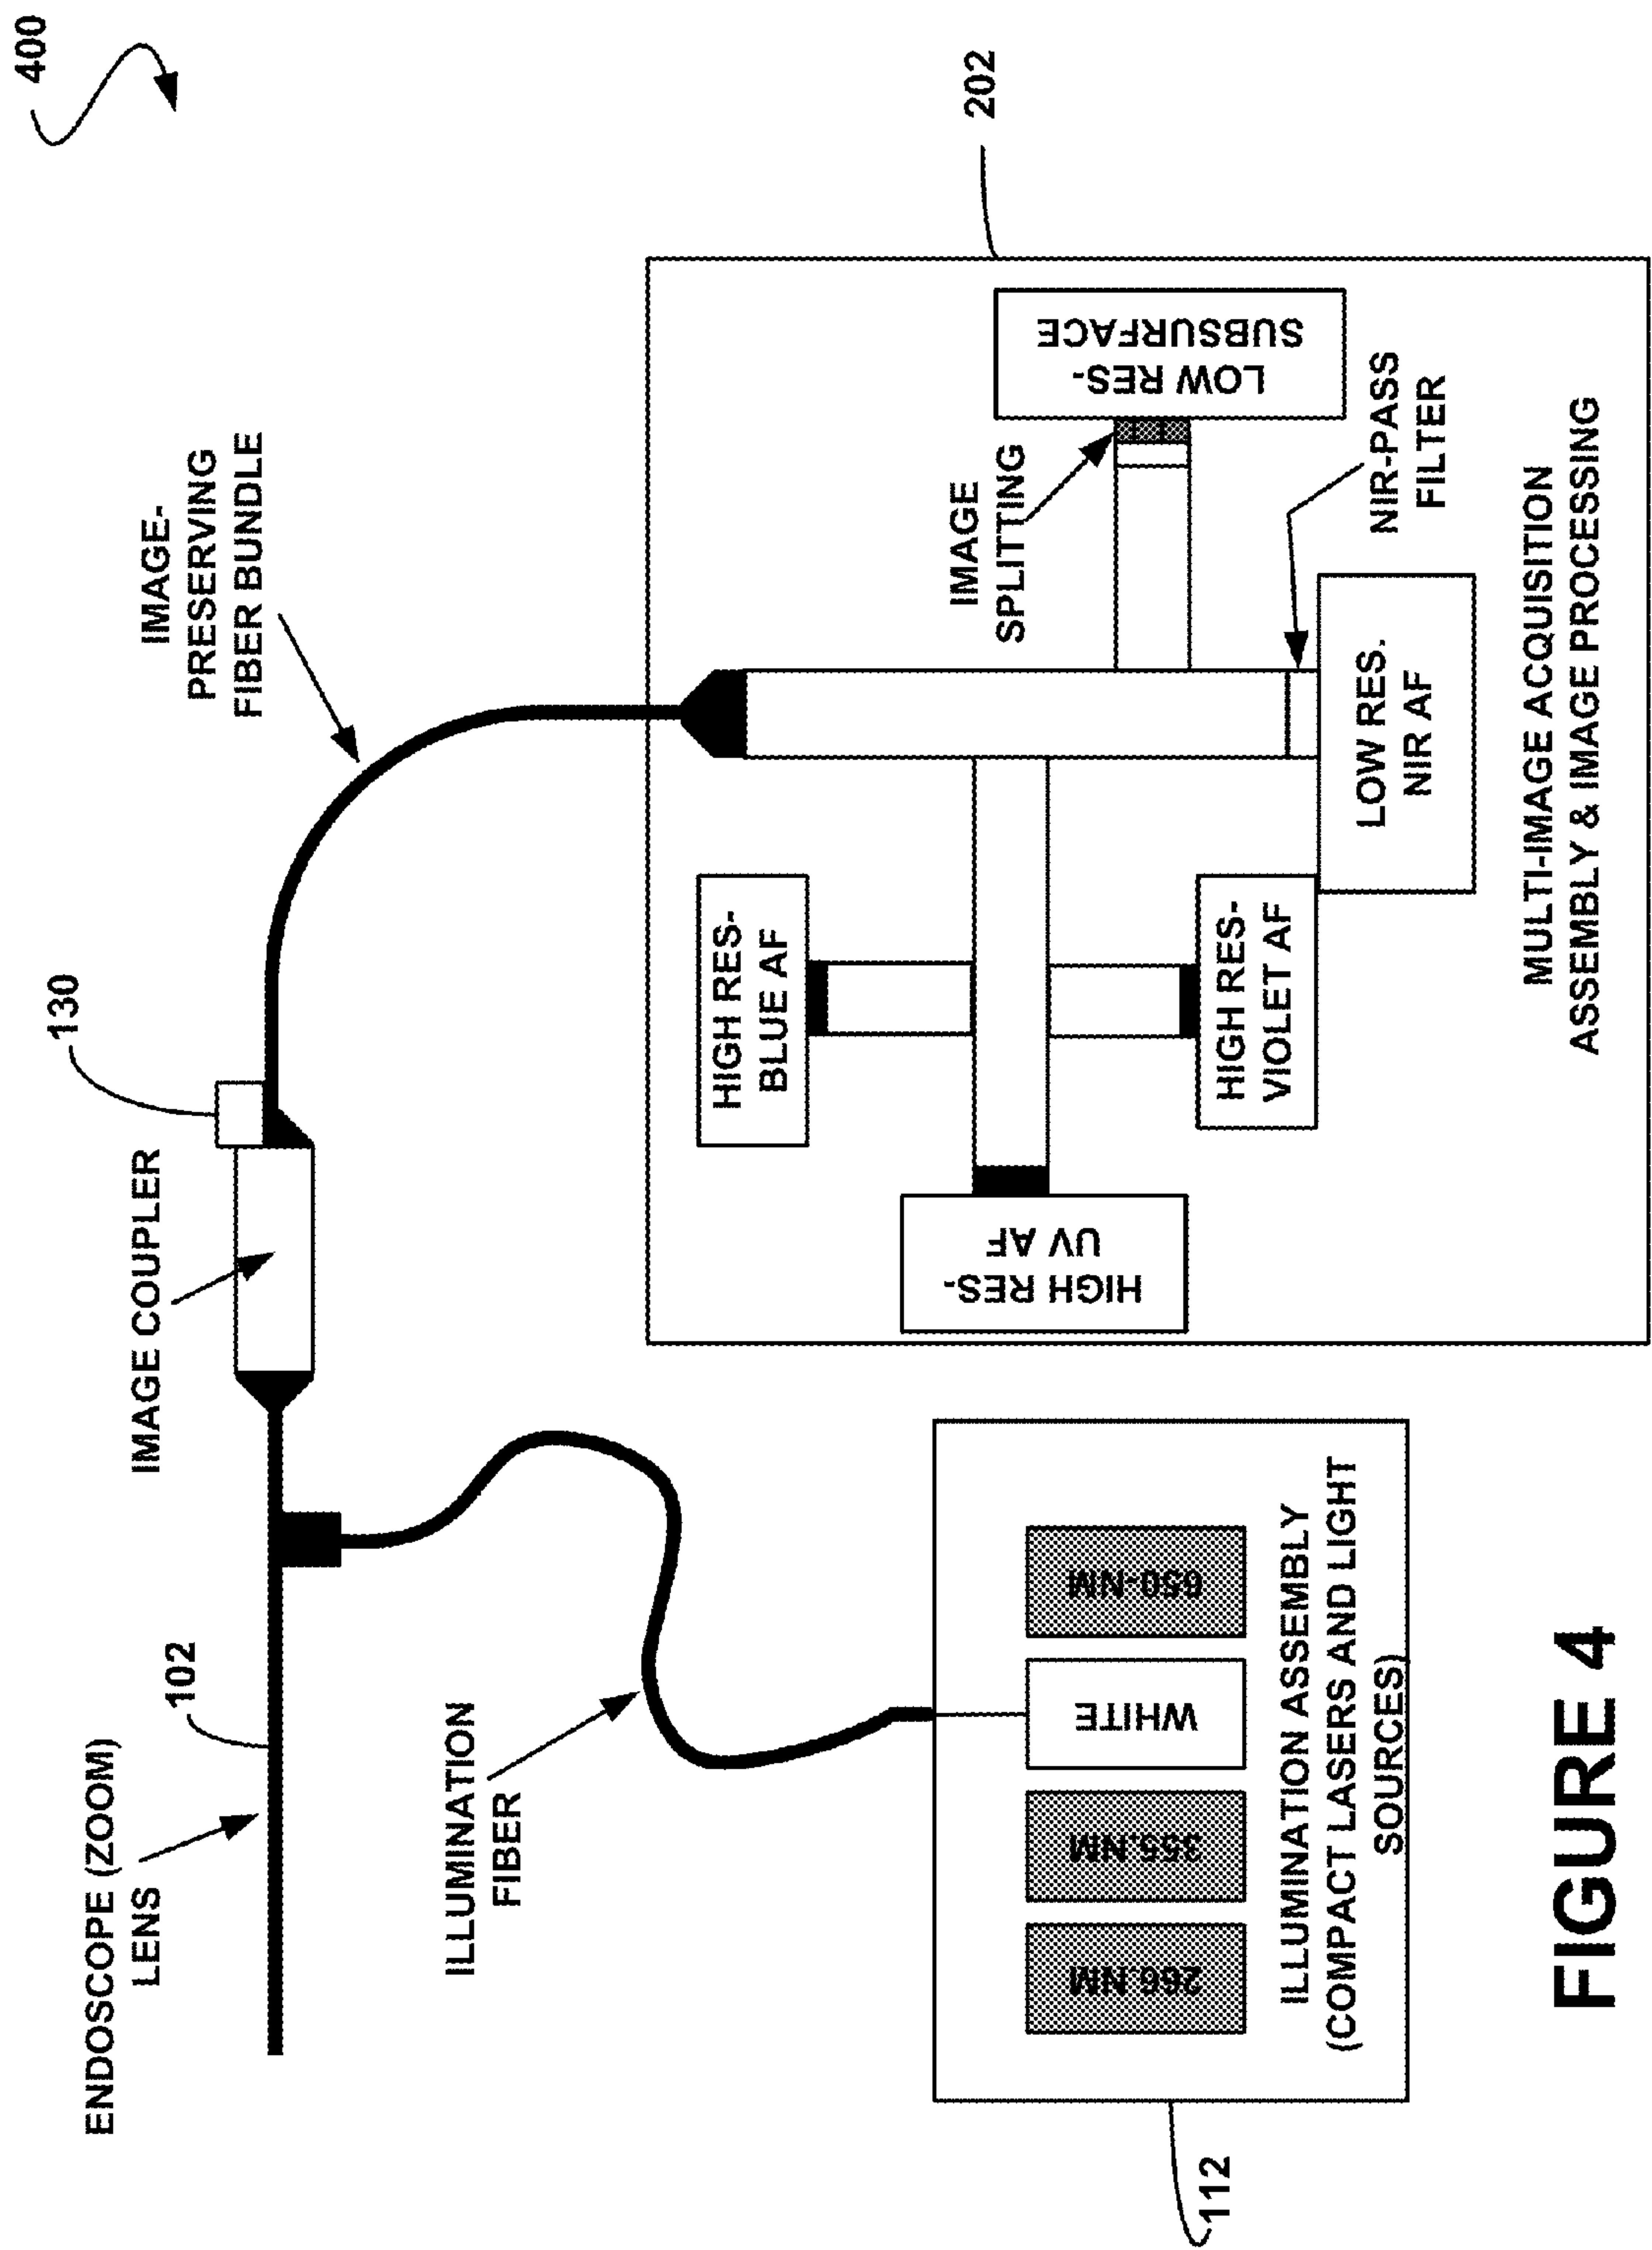 400
130
102
ENDOSCOPE (ZOOM)
LENS
IMAGE COUPLER
IMAGE-
PRESERVING
FIBER BUNDLE
ILLUMINATION
FIBER
202
HIGH RES-
BLUE AF
HIGH RES-
UV AF
HIGH RES-
VIOLET AF
IMAGE
SPLITTING
LOW RES-
SUBSURFACE
NIR-PASS
FILTER
LOW RES.
NIR AF
MULTI-IMAGE ACQUISITION
ASSEMBLY & IMAGE PROCESSING
266.NM
355.NM
WHITE
650-NM
ILLUMINATION ASSEMBLY
(COMPACT LASERS AND LIGHT
SOURCES)
112
FIGURE 4